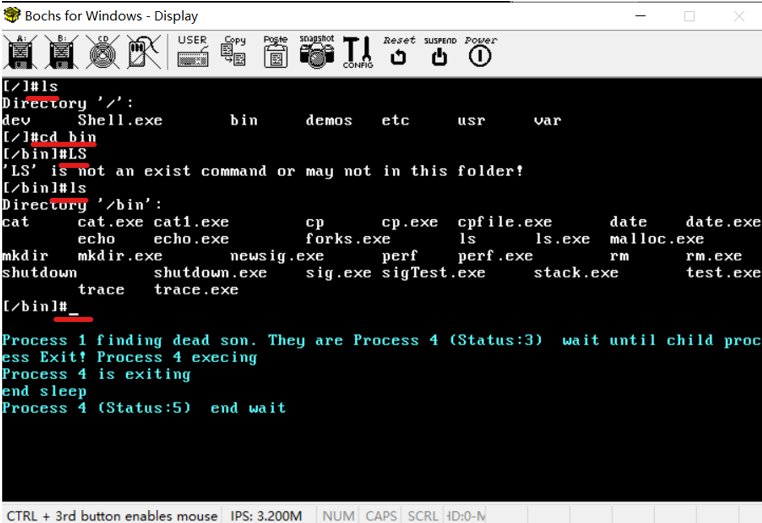 Bochs for Windows - Display
A: B: CD USER Copy Paste snapshot CONFIG Reset SUSPEND Power
[/]#ls
Directory '/':
dev Shell.exe bin demos etc usr var
[/]#cd bin
[/bin]#LS
'LS' is not an exist command or may not in this folder!
[/bin]#ls
Directory '/bin':
cat cat.exe cat1.exe cp cp.exe cpfile.exe date date.exe
echo echo.exe forks.exe ls ls.exe malloc.exe
mkdir mkdir.exe newsig.exe perf perf.exe rm rm.exe
shutdown shutdown.exe sig.exe sigTest.exe stack.exe test.exe
trace trace.exe
[/bin]#_
Process 1 finding dead son. They are Process 4 (Status:3) wait until child proc
ess Exit! Process 4 execing
Process 4 is exiting
end sleep
Process 4 (Status:5) end wait
CTRL + 3rd button enables mouse IPS: 3.200M NUM CAPS SCRL HD:0-M